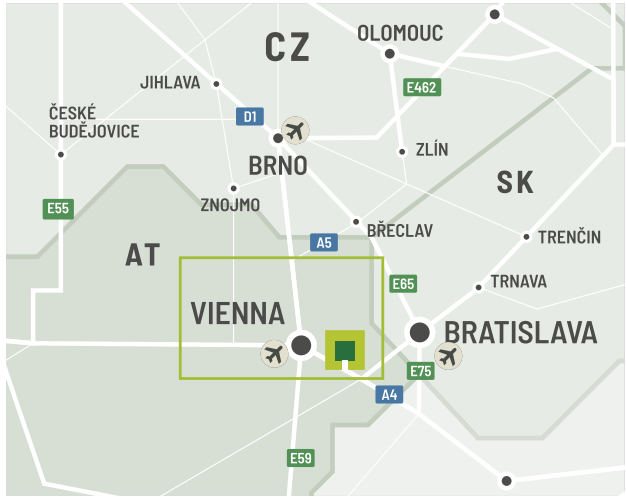 CZ
OLOMOUC
JIHLAVA
E462
ČESKÉ
BUDĚJOVICE
D1
BRNO
ZLÍN
SK
ZNOJMO
E55
BŘECLAV
TRENČÍN
A5
AT
E65
TRNAVA
VIENNA
BRATISLAVA
E75
A4
E59